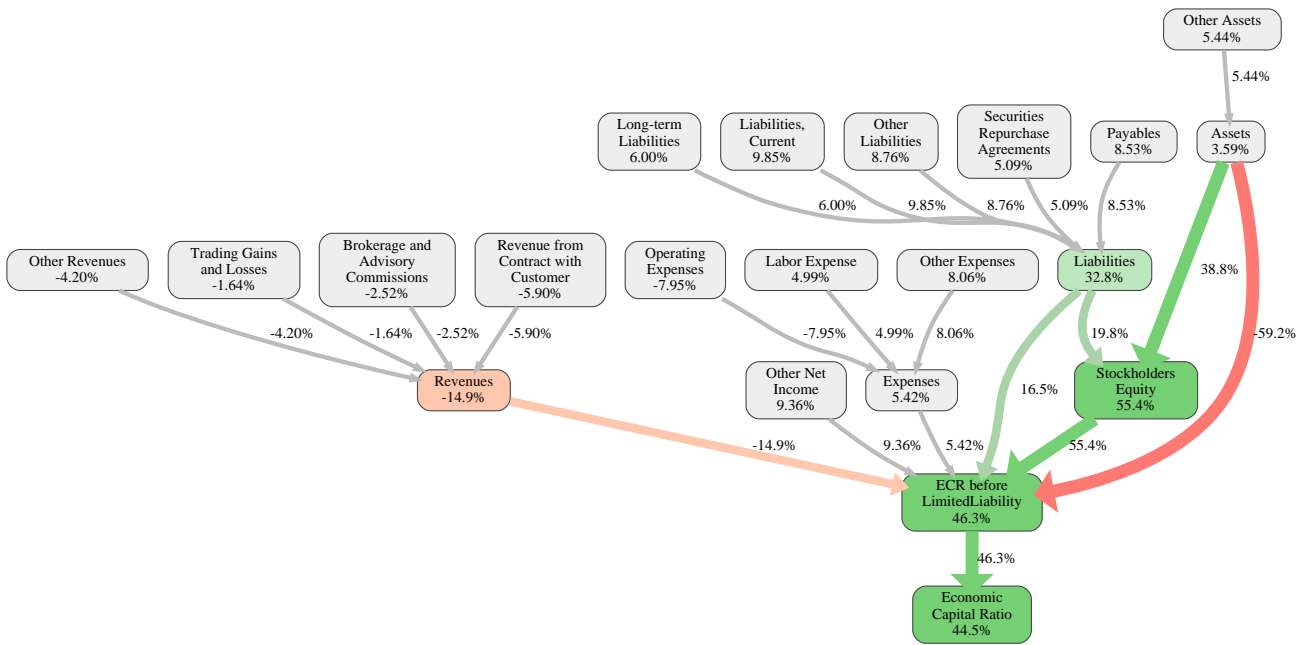 Other Assets
5.44%
5.44%
Long-term
Liabilities
6.00%
Liabilities,
Current
9.85%
Other
Liabilities
8.76%
Securities
Repurchase
Agreements
5.09%
Payables
8.53%
Assets
3.59%
6.00%
9.85%
8.76%
5.09%
8.53%
Other Revenues
-4.20%
Trading Gains
and Losses
-1.64%
Brokerage and
Advisory
Commissions
-2.52%
Revenue from
Contract with
Customer
-5.90%
Operating
Expenses
-7.95%
Labor Expense
4.99%
Other Expenses
8.06%
Liabilities
32.8%
38.8%
-4.20%
-1.64%
-2.52%
-5.90%
-7.95%
4.99%
8.06%
19.8%
-59.2%
Revenues
-14.9%
Other Net
Income
9.36%
Expenses
5.42%
16.5%
Stockholders
Equity
55.4%
-14.9%
9.36%
5.42%
55.4%
ECR before
LimitedLiability
46.3%
46.3%
Economic
Capital Ratio
44.5%